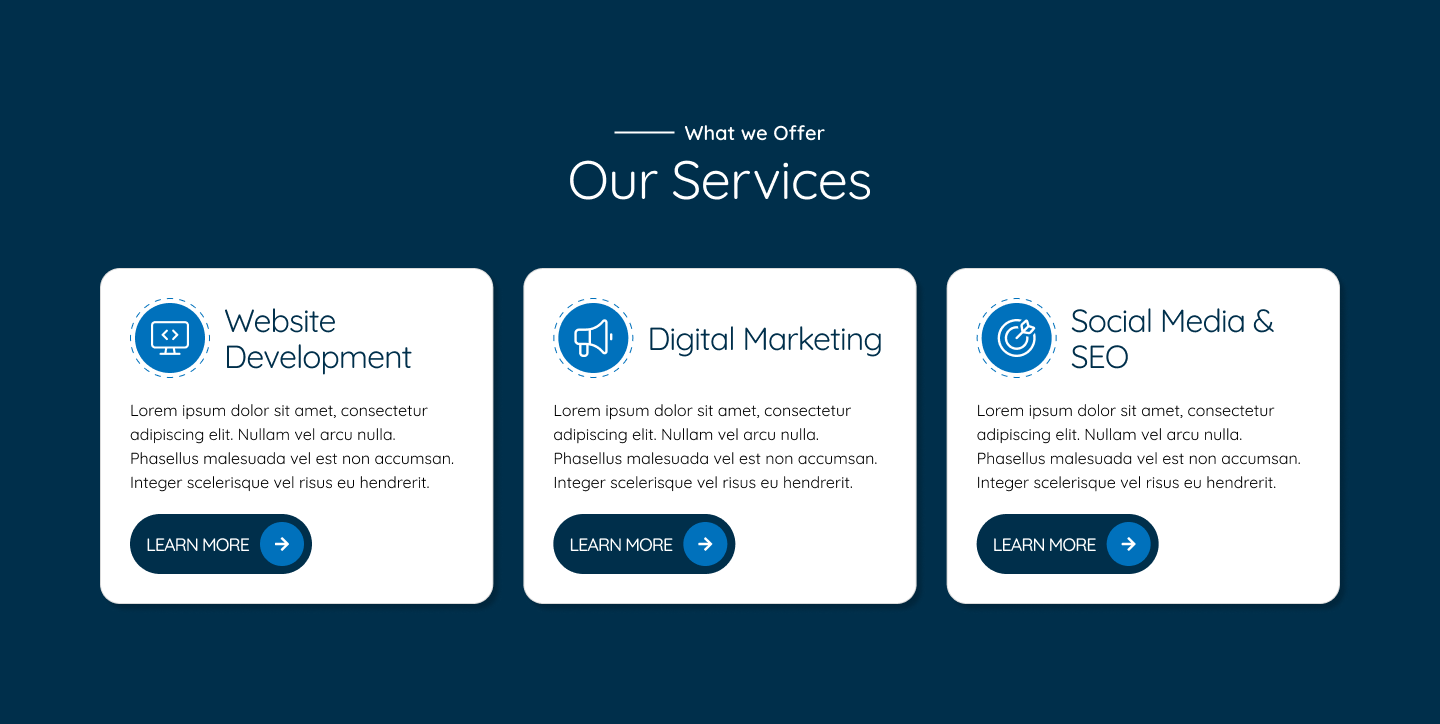 What we Offer
Our Services
Website
Development
Lorem ipsum dolor sit amet, consectetur
adipiscing elit. Nullam vel arcu nulla.
Phasellus malesuada vel est non accumsan.
Integer scelerisque vel risus eu hendrerit.
LEARN MORE
Digital Marketing
Lorem ipsum dolor sit amet, consectetur
adipiscing elit. Nullam vel arcu nulla.
Phasellus malesuada vel est non accumsan.
Integer scelerisque vel risus eu hendrerit.
LEARN MORE
Social Media &
SEO
Lorem ipsum dolor sit amet, consectetur
adipiscing elit. Nullam vel arcu nulla.
Phasellus malesuada vel est non accumsan.
Integer scelerisque vel risus eu hendrerit.
LEARN MORE